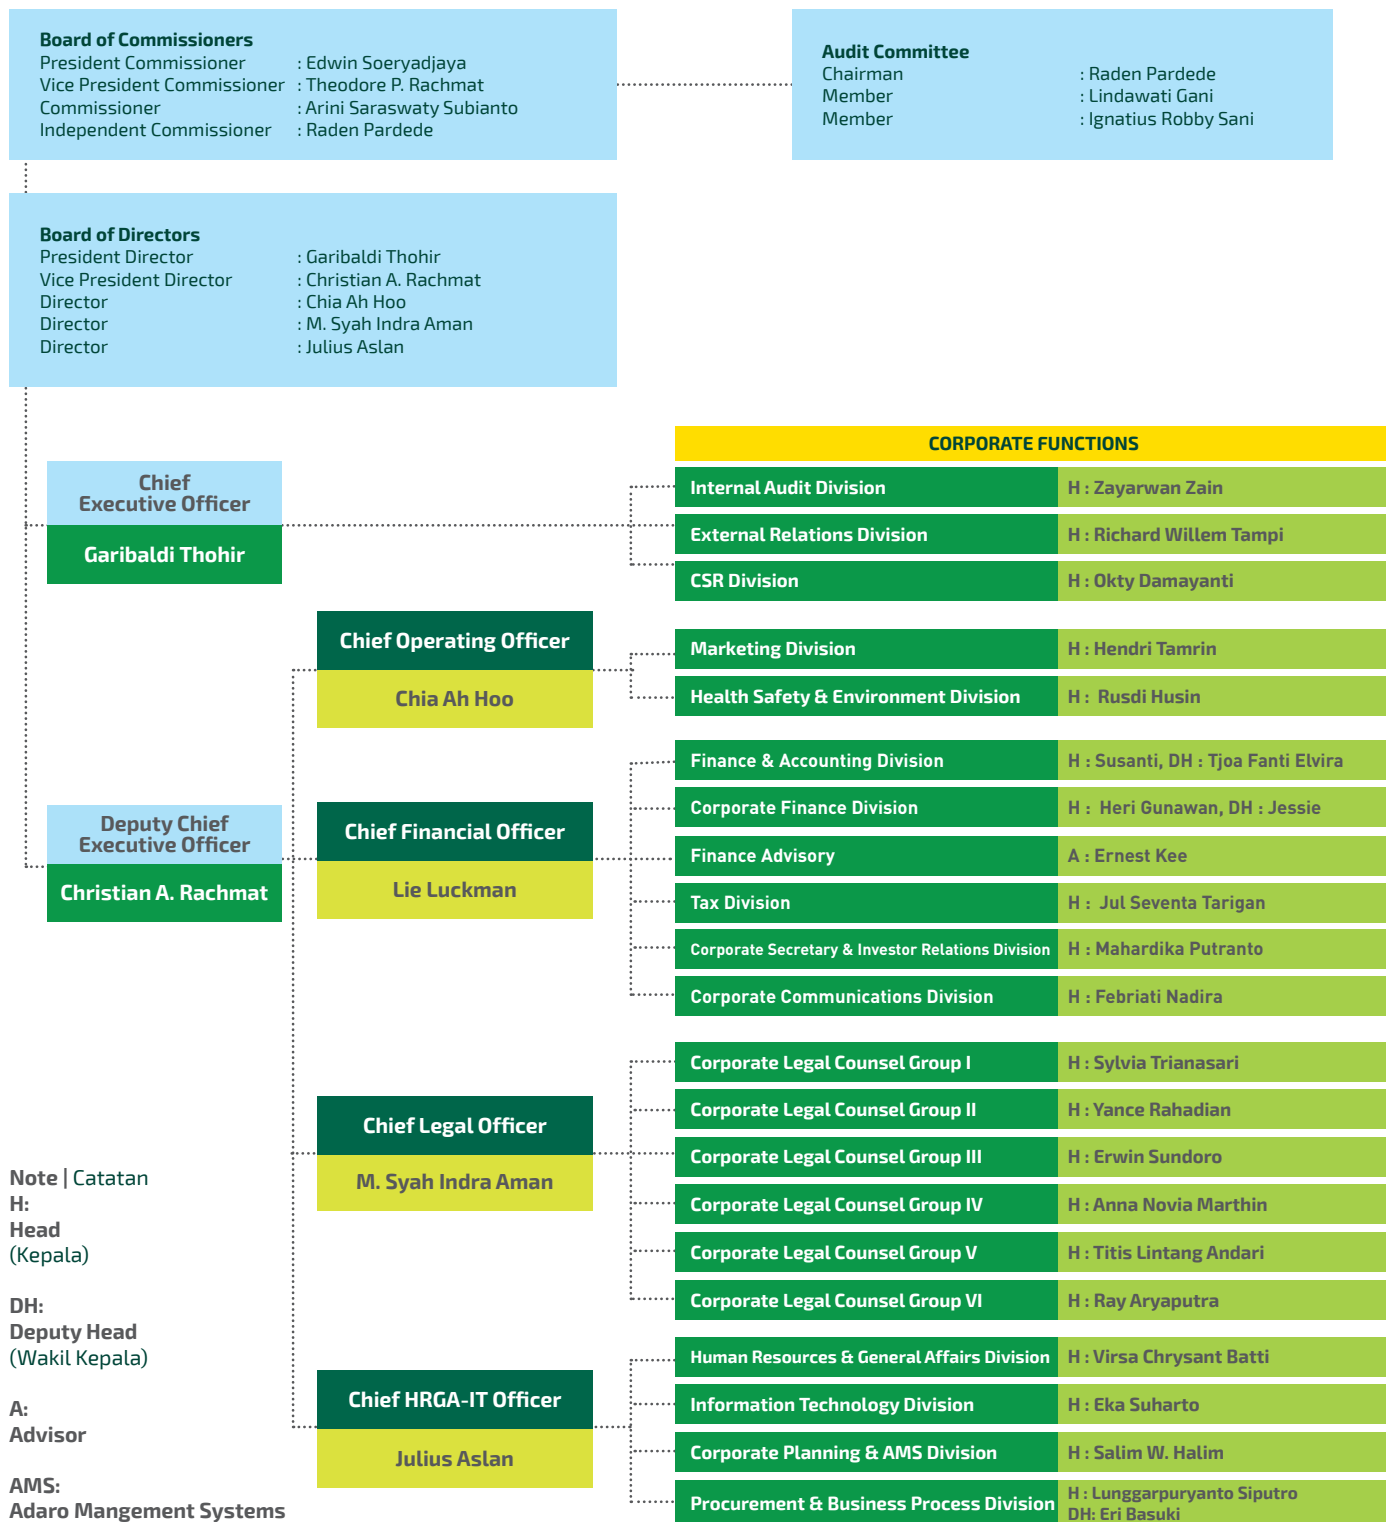 Board of Commissioners
President Commissioner : Edwin Soeryadjaya
Vice President Commissioner : Theodore P. Rachmat
Commissioner : Arini Saraswaty Subianto
Independent Commissioner : Raden Pardede
Audit Committee
Chairman : Raden Pardede
Member : Lindawati Gani
Member : Ignatius Robby Sani
Board of Directors
President Director : Garibaldi Thohir
Vice President Director : Christian A. Rachmat
Director : Chia Ah Hoo
Director : M. Syah Indra Aman
Director : Julius Aslan
CORPORATE FUNCTIONS
Chief
Executive Officer
Garibaldi Thohir
Internal Audit Division H : Zayarwan Zain
External Relations Division H : Richard Willem Tampi
CSR Division H : Okty Damayanti
Chief Operating Officer
Chia Ah Hoo
Marketing Division H : Hendri Tamrin
Health Safety & Environment Division H : Rusdi Husin
Deputy Chief
Executive Officer
Christian A. Rachmat
Chief Financial Officer
Lie Luckman
Finance & Accounting Division H : Susanti, DH : Tjoa Fanti Elvira
Corporate Finance Division H : Heri Gunawan, DH : Jessie
Finance Advisory A : Ernest Kee
Tax Division H : Jul Seventa Tarigan
Corporate Secretary & Investor Relations Division H : Mahardika Putranto
Corporate Communications Division H : Febriati Nadira
Chief Legal Officer
M. Syah Indra Aman
Corporate Legal Counsel Group I H : Sylvia Trianasari
Corporate Legal Counsel Group II H : Yance Rahadian
Corporate Legal Counsel Group III H : Erwin Sundoro
Corporate Legal Counsel Group IV H : Anna Novia Marthin
Corporate Legal Counsel Group V H : Titis Lintang Andari
Corporate Legal Counsel Group VI H : Ray Aryaputra
Chief HRGA-IT Officer
Julius Aslan
Human Resources & General Affairs Division H : Virsa Chrysant Batti
Information Technology Division H : Eka Suharto
Corporate Planning & AMS Division H : Salim W. Halim
Procurement & Business Process Division H : Lunggarpuryanto Siputro
DH: Eri Basuki
Note | Catatan
H:
Head
(Kepala)
DH:
Deputy Head
(Wakil Kepala)
A:
Advisor
AMS:
Adaro Mangement Systems